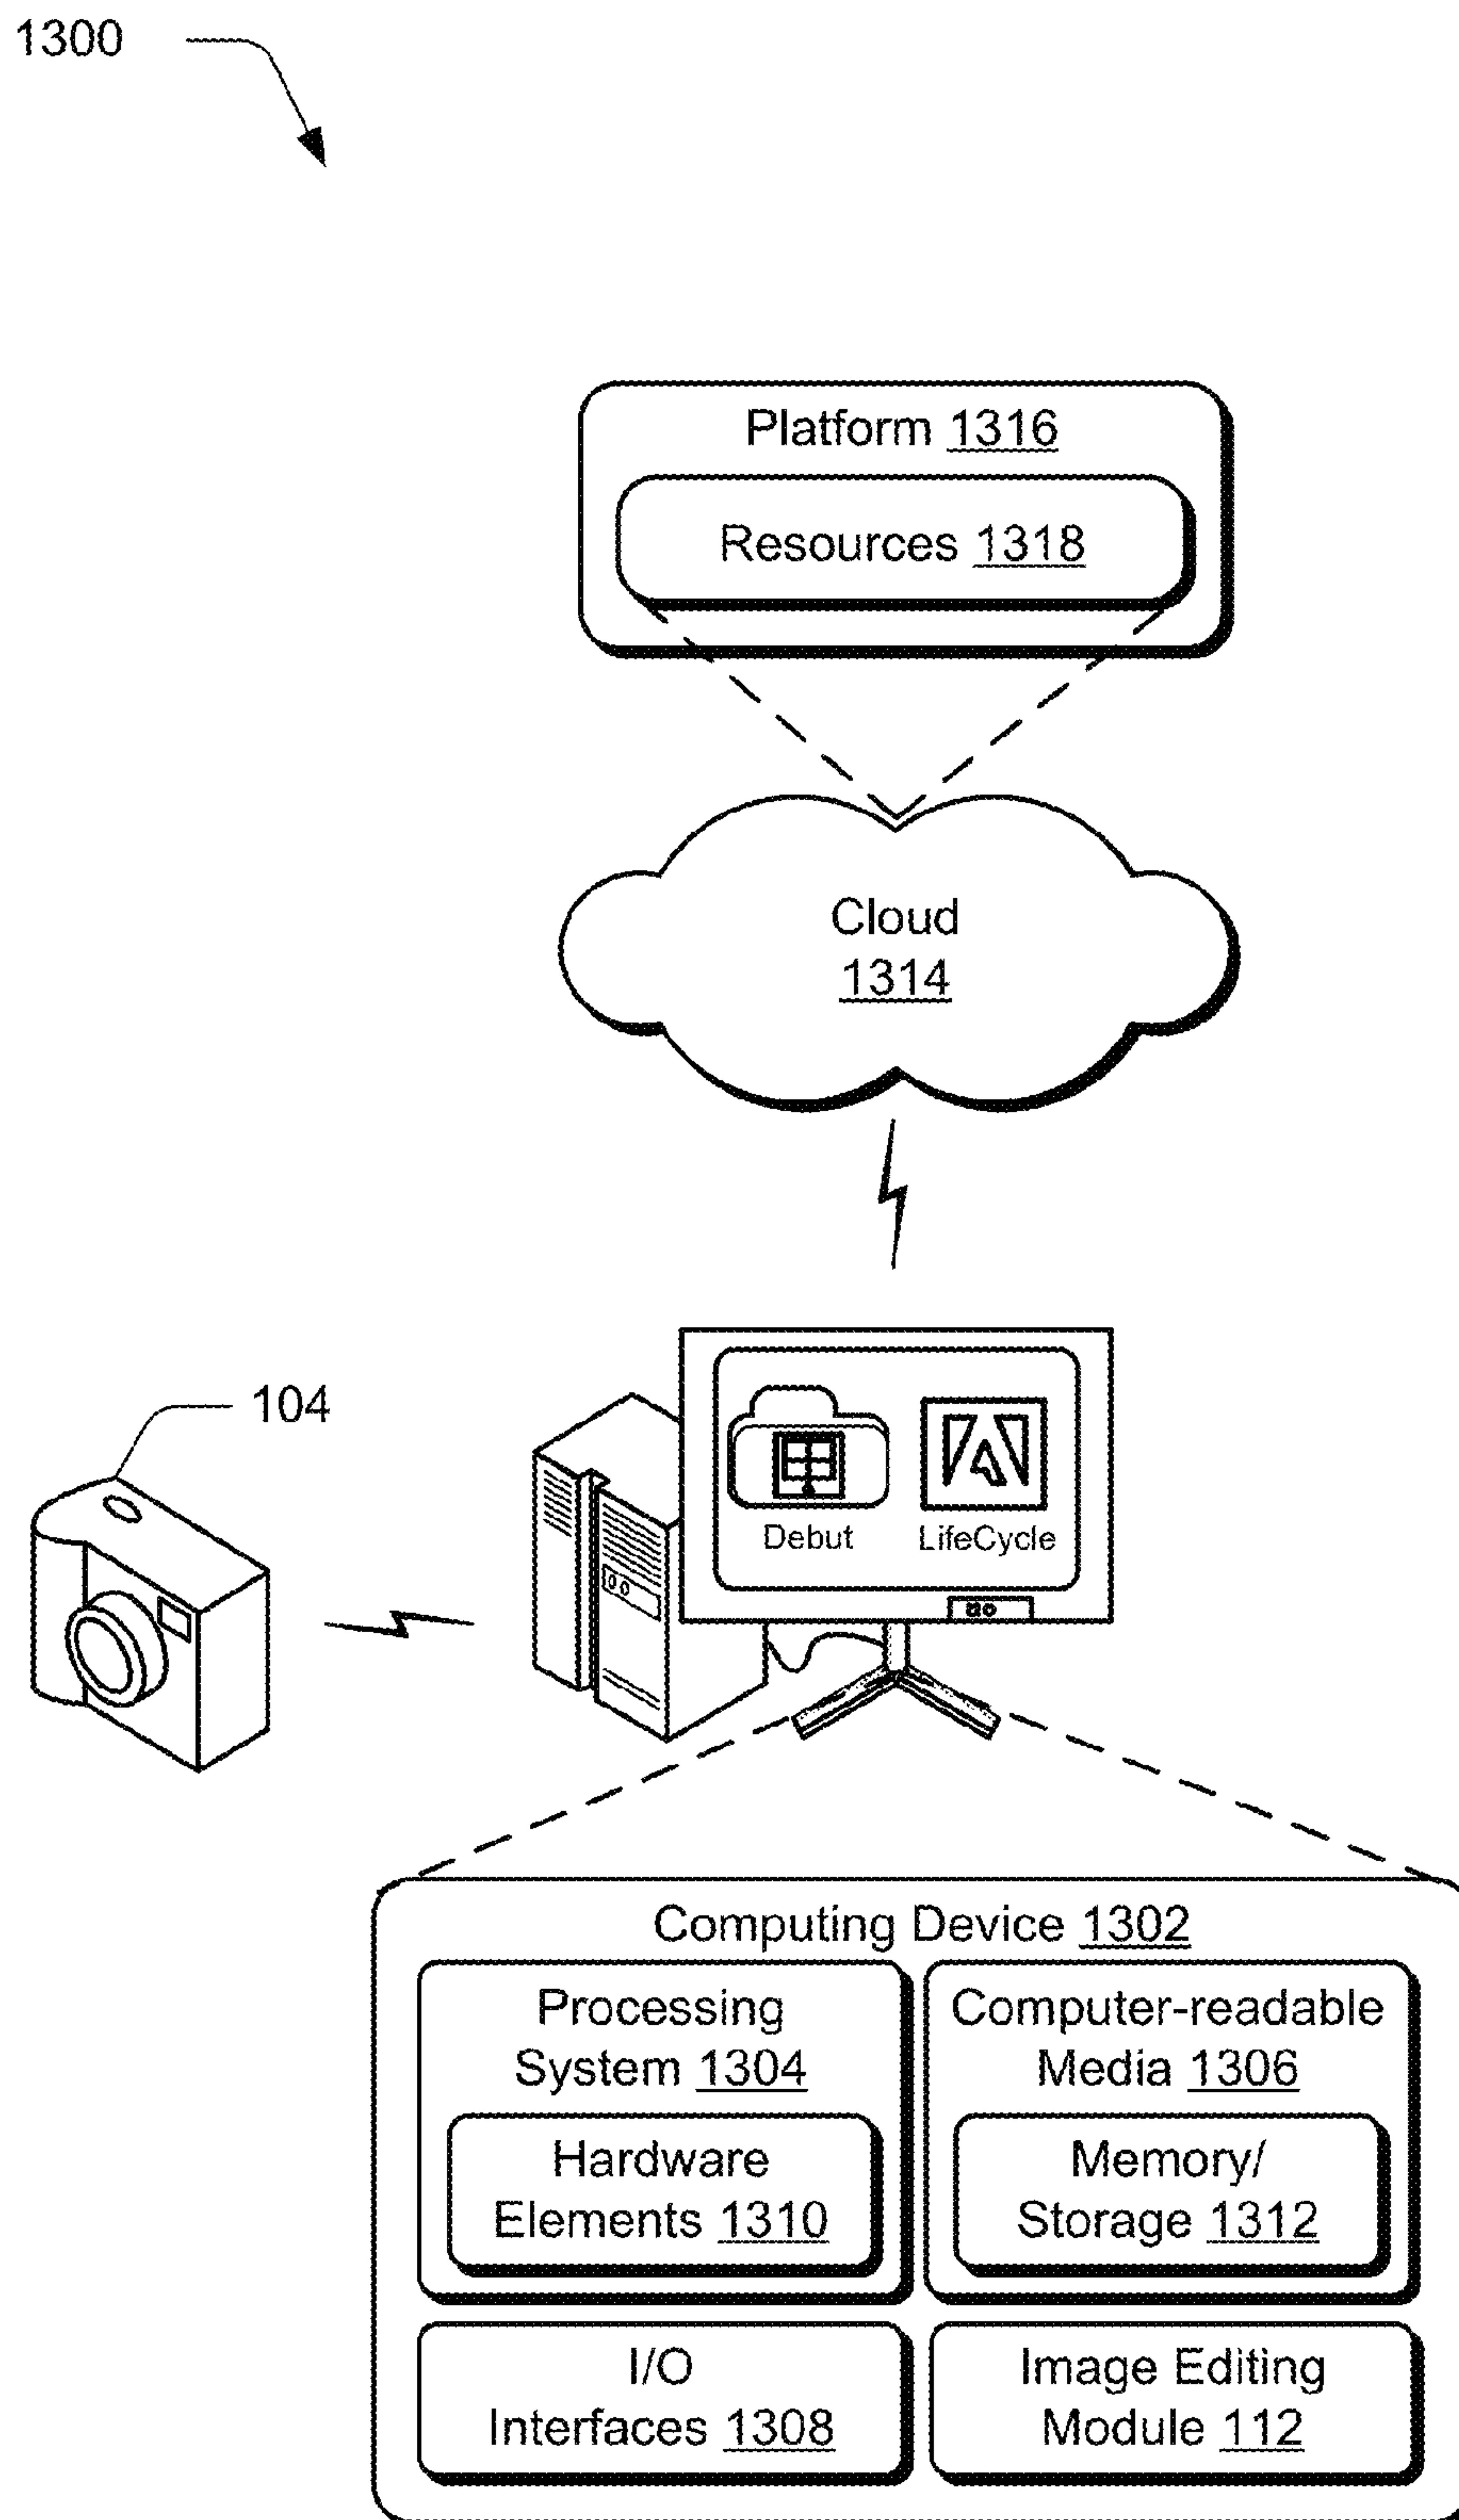 1300
Platform 1316
Resources 1318
Cloud
1314
104
Debut
LifeCycle
Computing Device 1302
Processing
System 1304
Hardware
Elements 1310
Computer-readable
Media 1306
Memory/
Storage 1312
I/O
Interfaces 1308
Image Editing
Module 112